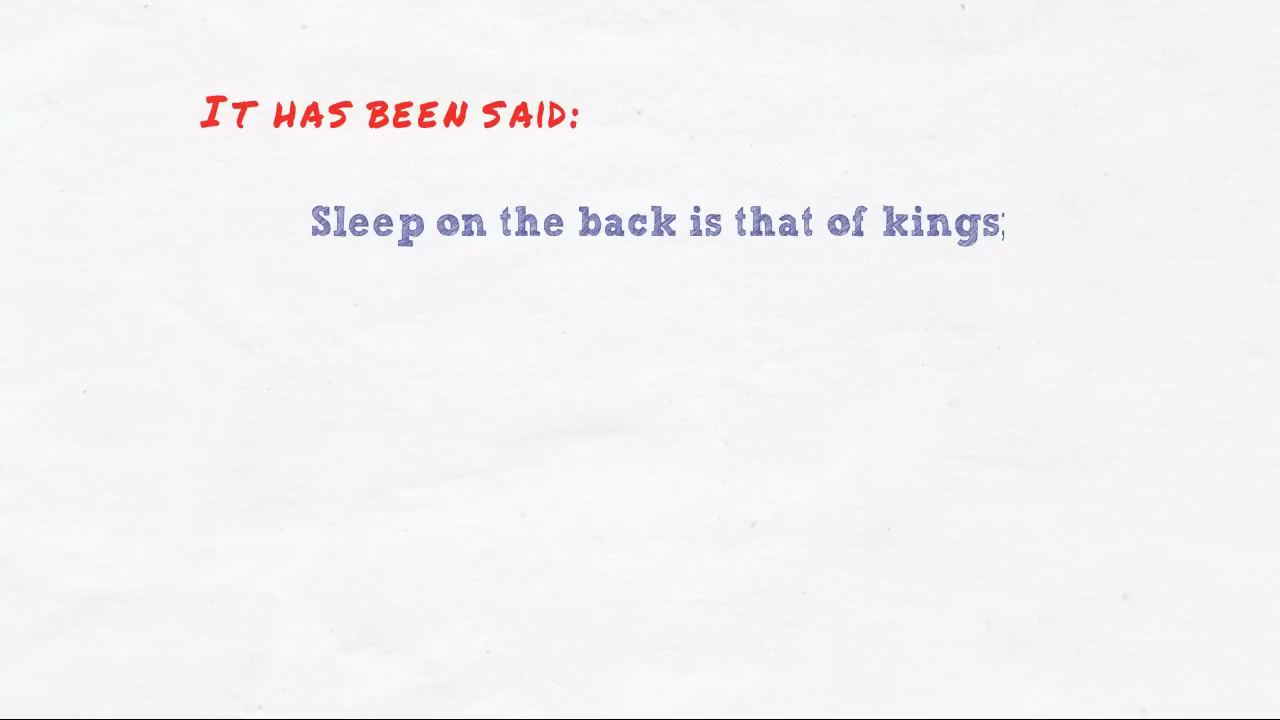 It has been said:
Sleep on the back is that of kings;